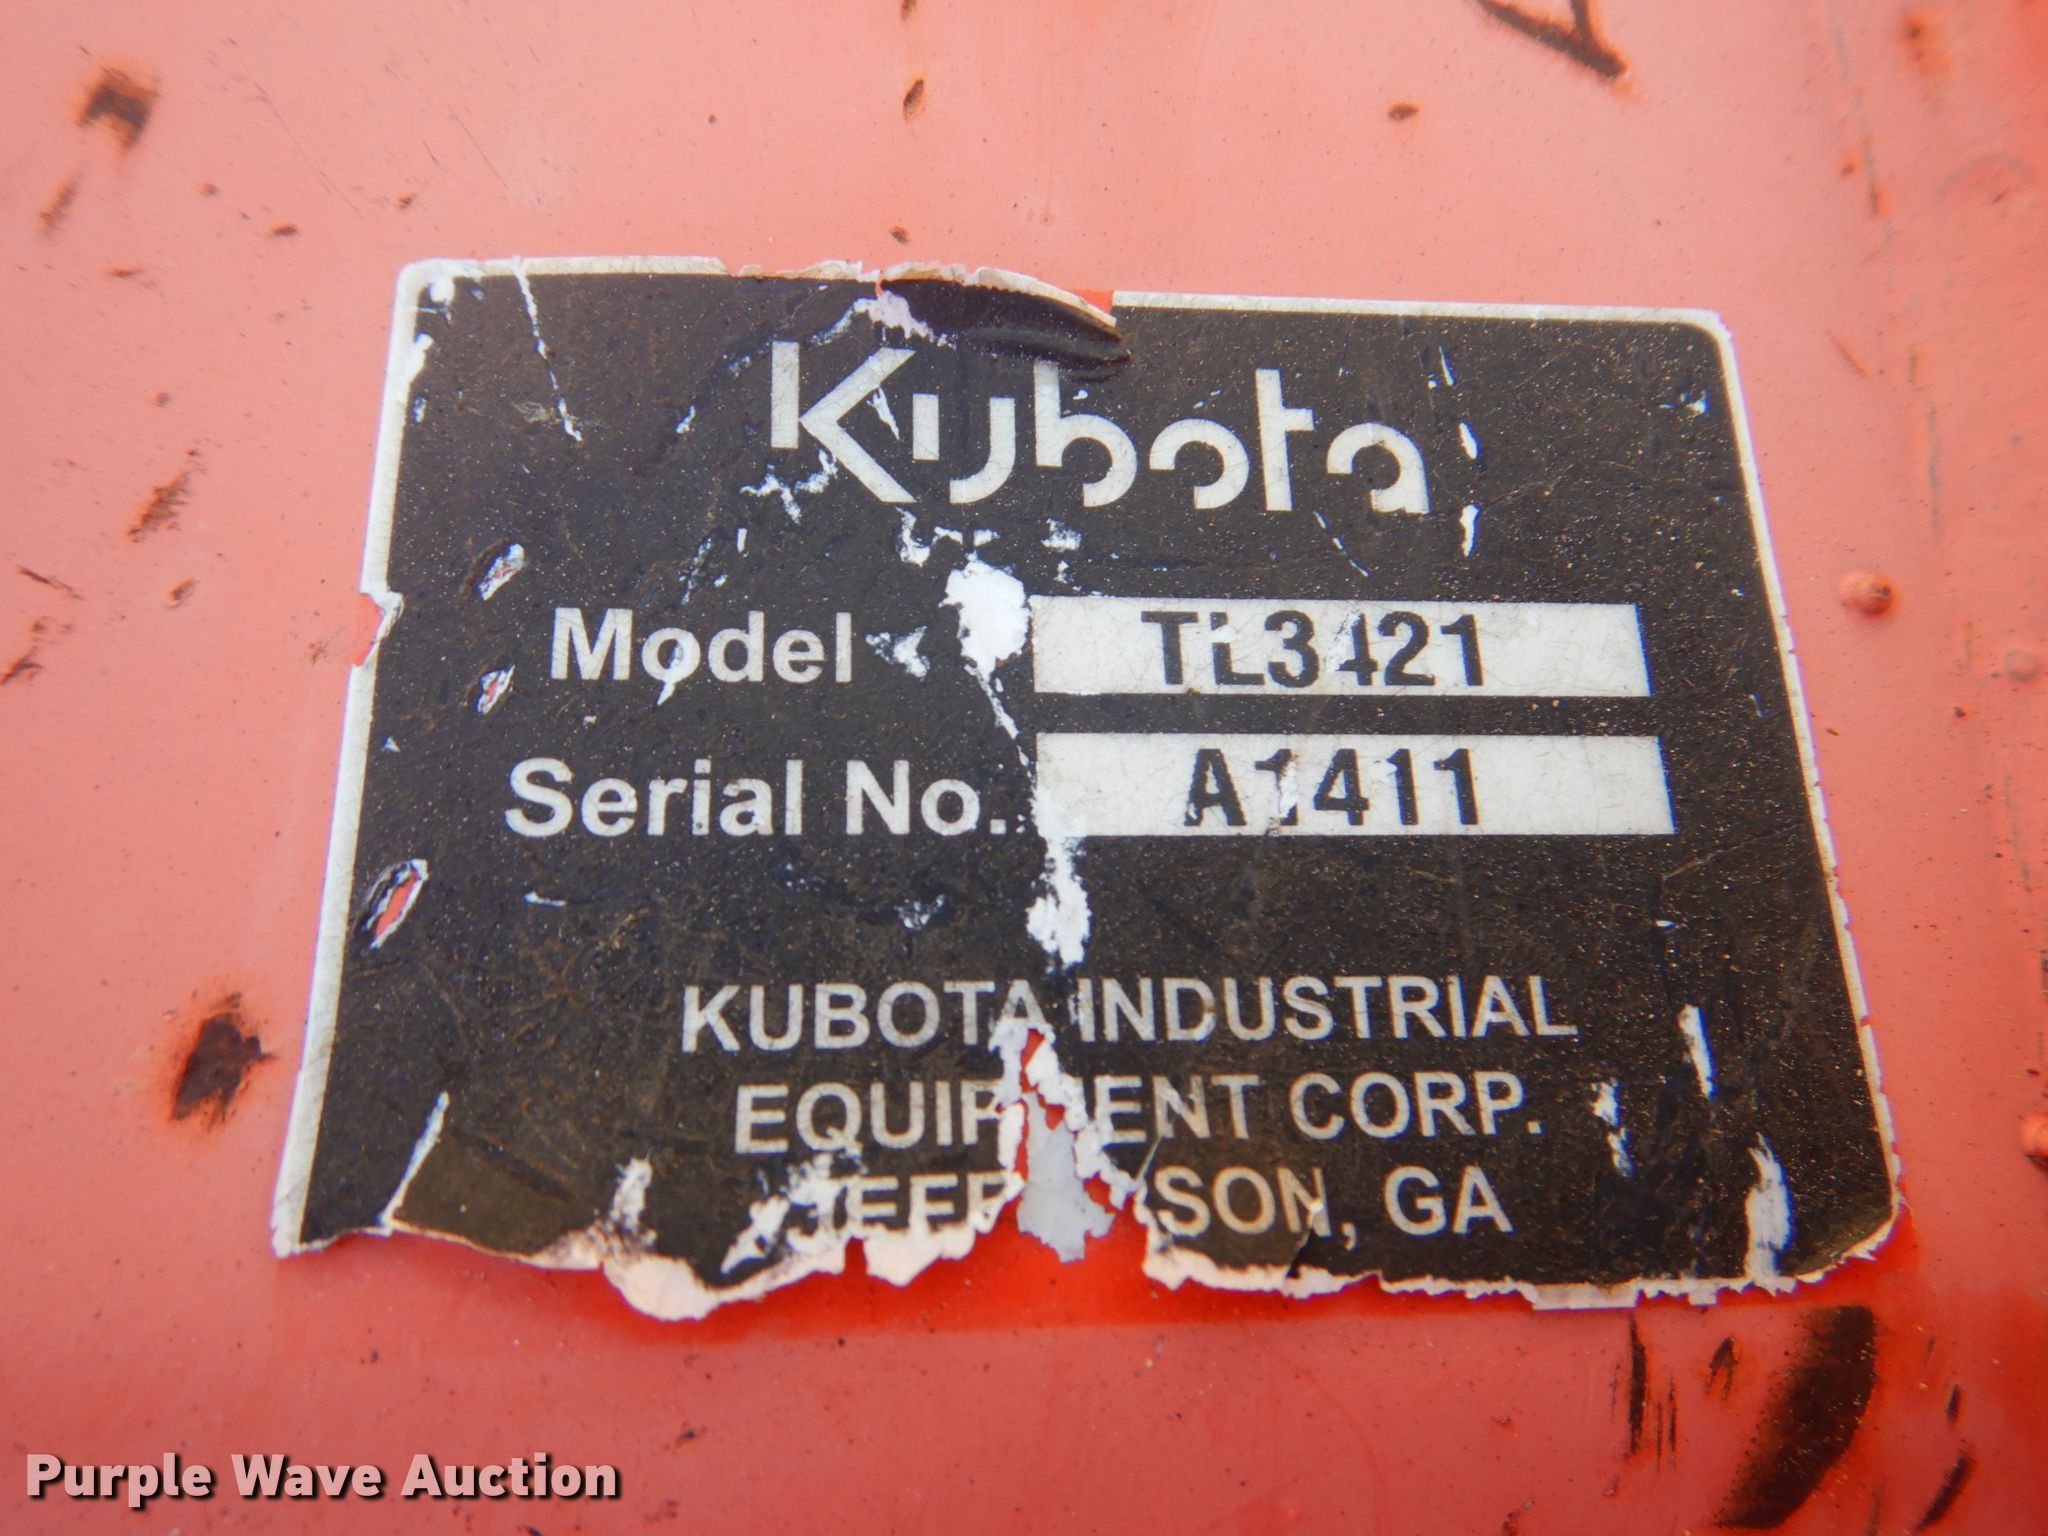 Kubota
Model TL3421
Serial No. A1411
KUBOTA INDUSTRIAL
EQUIPMENT CORP.
JEFFERSON, GA
Purple Wave Auction